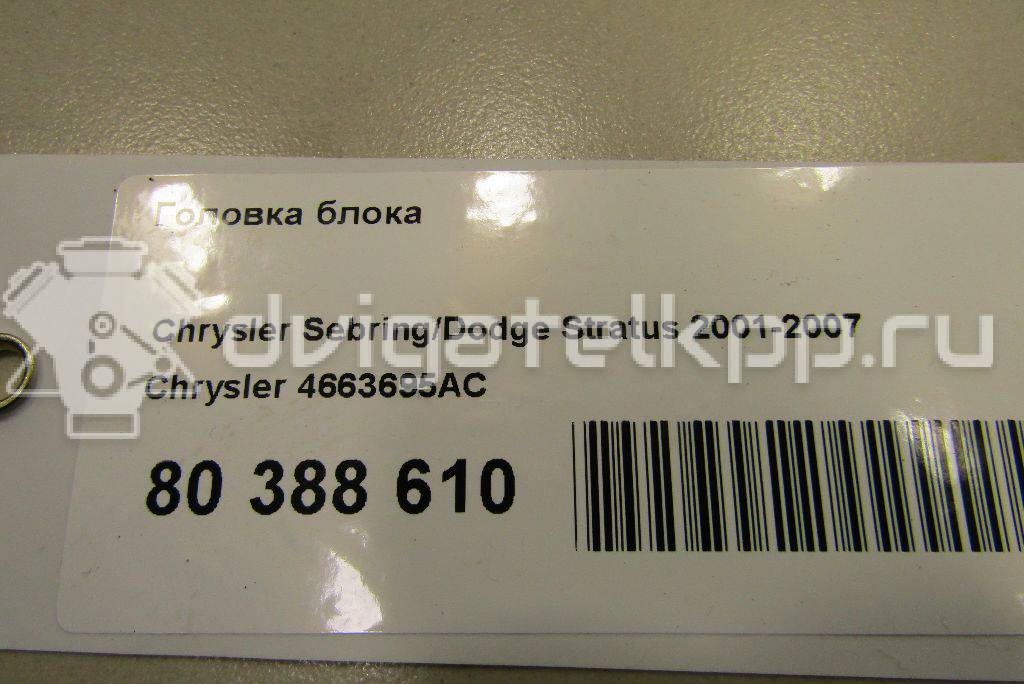 Головка блока
Chrysler Sebring/Dodge Stratus 2001-2007
dvigatelkpp.ru
Chrysler 4663695AC
80 388 610